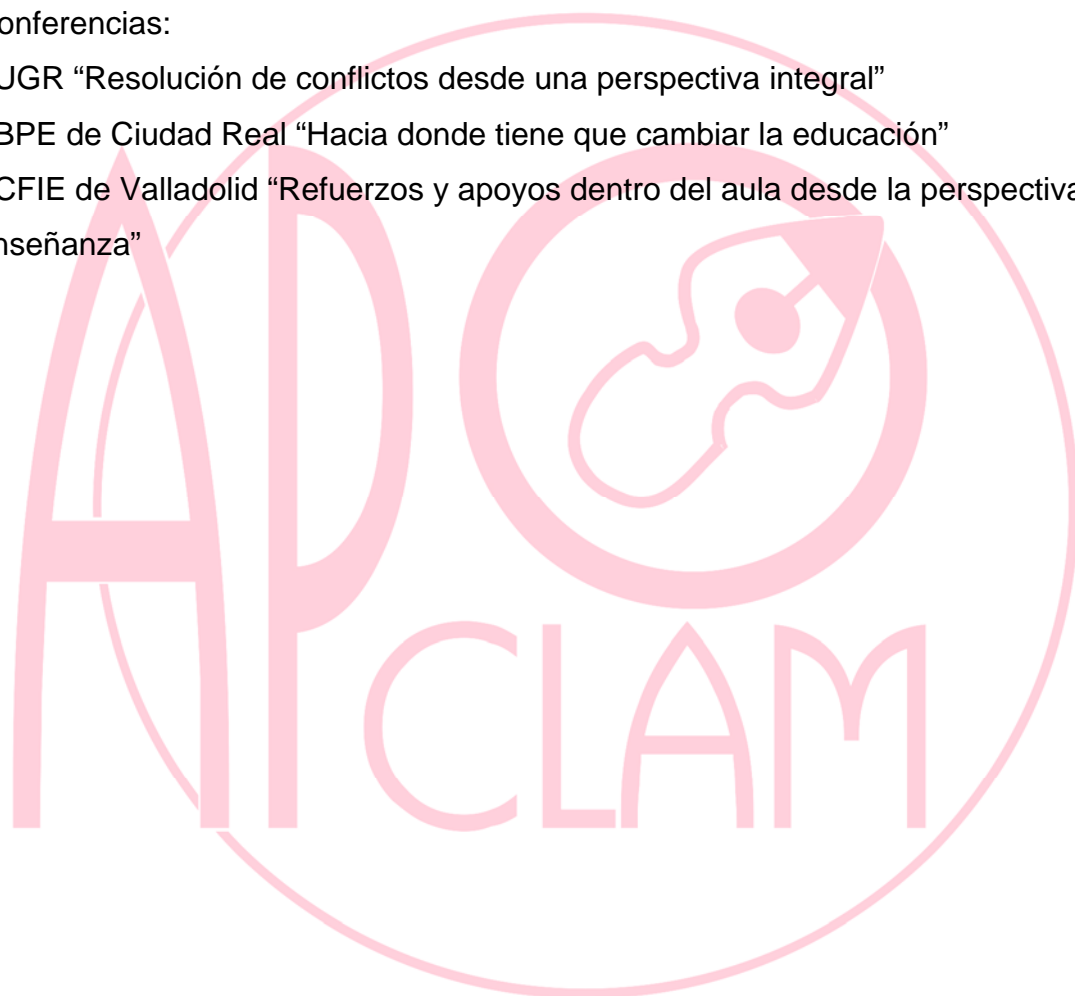 onferencias:
UGR “Resolución de conflictos desde una perspectiva integral”
BPE de Ciudad Real “Hacia donde tiene que cambiar la educación”
CFIE de Valladolid “Refuerzos y apoyos dentro del aula desde la perspectiva
nseñanza”
APO
CLAM